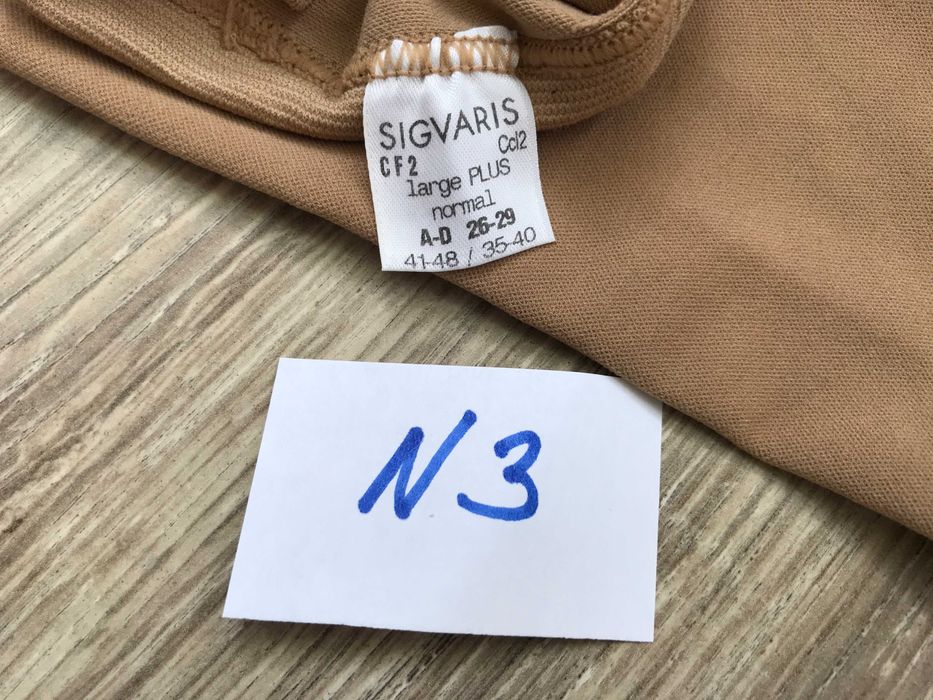 SIGVARIS
CF2 Ccl2
large PLUS
normal
A-D 26-29
41-48 / 35-40
N3